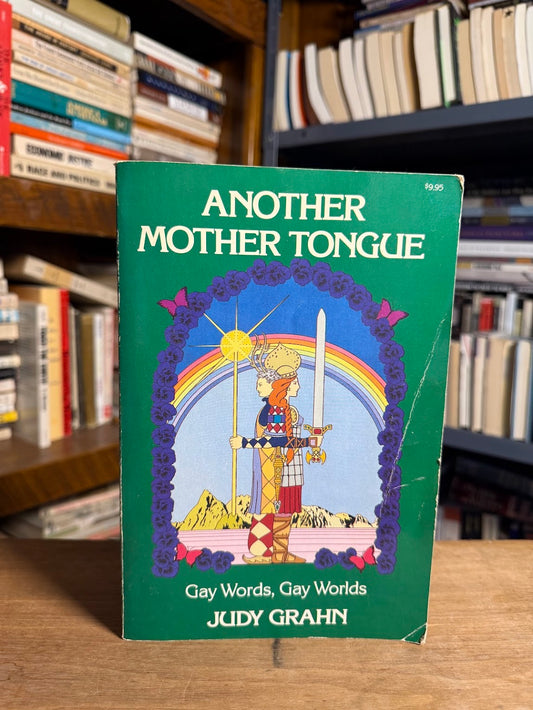 $9.95
ANOTHER
MOTHER TONGUE
Gay Words, Gay Worlds
JUDY GRAHN